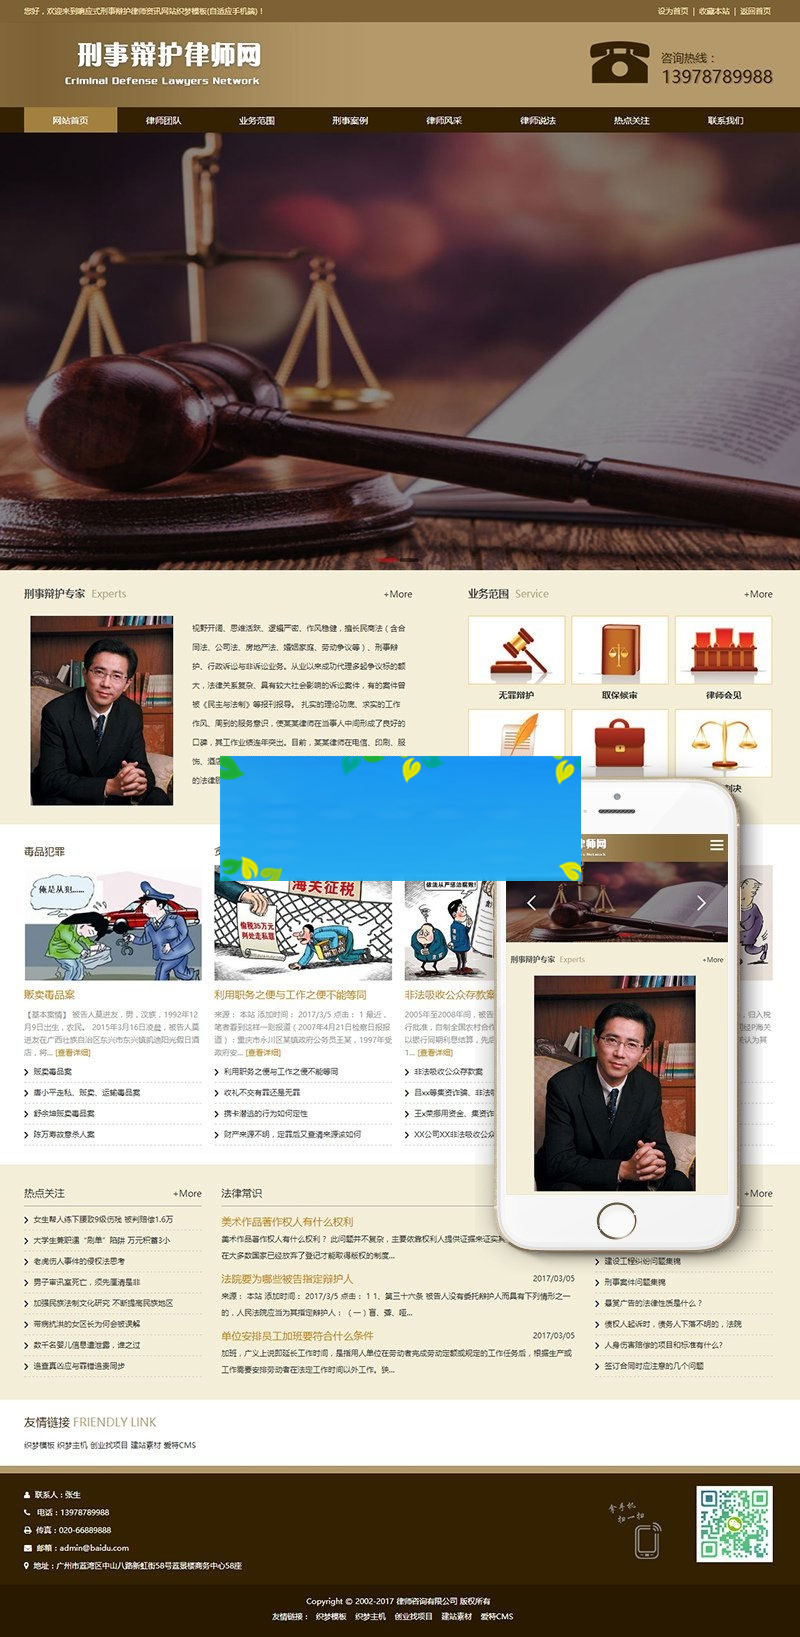 您好，欢迎来到响应式刑事辩护律师资讯网站织梦模板(自适应手机端)！
设为首页 | 收藏本站 | 返回首页
刑事辩护律师网
Criminal Defense Lawyers Network
咨询热线：
13978789988
网站首页 律师团队 业务范围 刑事案例 律师风采 律师说法 热点关注 联系我们
刑事辩护专家 Experts +More
业务范围 Service +More
视野开阔、思维活跃、逻辑严密、作风稳健，擅长民商法（含合
同法、公司法、房地产法、婚姻家庭、劳动争议等）、刑事辩
护、行政诉讼与非诉讼业务。从业以来成功代理多起争议标的额
大，法律关系复杂、具有较大社会影响的诉讼案件，有的案件曾
被《民主与法制》等报刊报导。 扎实的理论功底、求实的工作
作风、周到的服务意识，使某某律师在当事人中间形成了良好的
口碑，其工作业绩连年突出。目前，某某律师在电信、印刷、服
饰、酒店
的法律
无罪辩护 取保候审 律师会见
判决
毒品犯罪
俺是从犯......
海关征税
偷税35万元
判处走私罪
贩卖毒品案
【基本案情】 被告人莫进友，男，汉族，1992年12
月9日出生，农民。 2015年3月16日凌晨，被告人莫
进友在广西壮族自治区东兴市东兴镇凯迪阳光假日酒
店，将... [查看详细]
贩卖毒品案
唐小平走私、贩卖、运输毒品案
舒余坤贩卖毒品案
陈万寿故意杀人案
利用职务之便与工作之便不能等同
来源： 本站 添加时间： 2017/3/5 点击： 1 最近，
笔者看到这样一则报道 ( 2007年4月21日检察日报报
道 )：重庆市永川区某镇政府公务员王某，1997年受
政府安... [查看详细]
利用职务之便与工作之便不能等同
收礼不交有罪还是无罪
携卡潜逃的行为如何定性
财产来源不明，定罪后又查清来源该如何
非法吸收公众存款案
2005年至2008年间，被
行批准，自制全国农村合作
以银行同期利息结算，先后
1... [查看详细]
非法吸收公众存款案
吕xx等集资诈骗、非法
王x荣挪用资金、集资诈
XX公司XX非法吸收公众
，归入税
经P海关
认为其
律师网
刑事辩护专家 Experts +More
热点关注 +More
女生帮人练下腰致9级伤残 被判赔偿1.6万
大学生兼职遇“刷单”陷阱 万元积蓄3小
老虎伤人事件的侵权法思考
男子审讯室死亡，须先厘清是非
加强民族法制文化研究 不断提高民族地区
带病抗洪的女区长为何会被误解
数千名婴儿信息遭泄露，谁之过
追查真凶应与罪错追责同步
法律常识
美术作品著作权人有什么权利
美术作品著作权人有什么权利？ 此问题并不复杂，主要依靠权利人提供证据来证实其
在大多数国家已经放弃了登记才能取得版权的制度...
法院要为哪些被告指定辩护人 2017/03/05
来源： 本站 添加时间： 2017/3/5 点击： 1 1、第三十六条 被告人没有委托辩护人而具有下列情形之一
的，人民法院应当为其指定辩护人： （一）盲、聋、哑...
单位安排员工加班要符合什么条件 2017/03/05
加班，广义上说即延长工作时间，是指用人单位在劳动者完成劳动定额或规定的工作任务后，根据生产或
工作需要安排劳动者在法定工作时间以外工作。狭...
+More
建设工程纠纷问题集锦
刑事案件问题集锦
悬赏广告的法律性质是什么？
债权人起诉时，债务人下落不明的，法院
人身伤害赔偿的项目和标准有什么？
签订合同时应注意的几个问题
友情链接 FRIENDLY LINK
织梦模板 织梦主机 创业找项目 建站素材 爱特CMS
联系人：张生
电话：13978789988
传真：020-66889888
邮箱：admin@baidu.com
地址：广州市荔湾区中山八路新虹街58号荔景楼商务中心58座
拿手机
扫一扫
Copyright © 2002-2017 律师咨询有限公司 版权所有
友情链接： 织梦模板 织梦主机 创业找项目 建站素材 爱特CMS